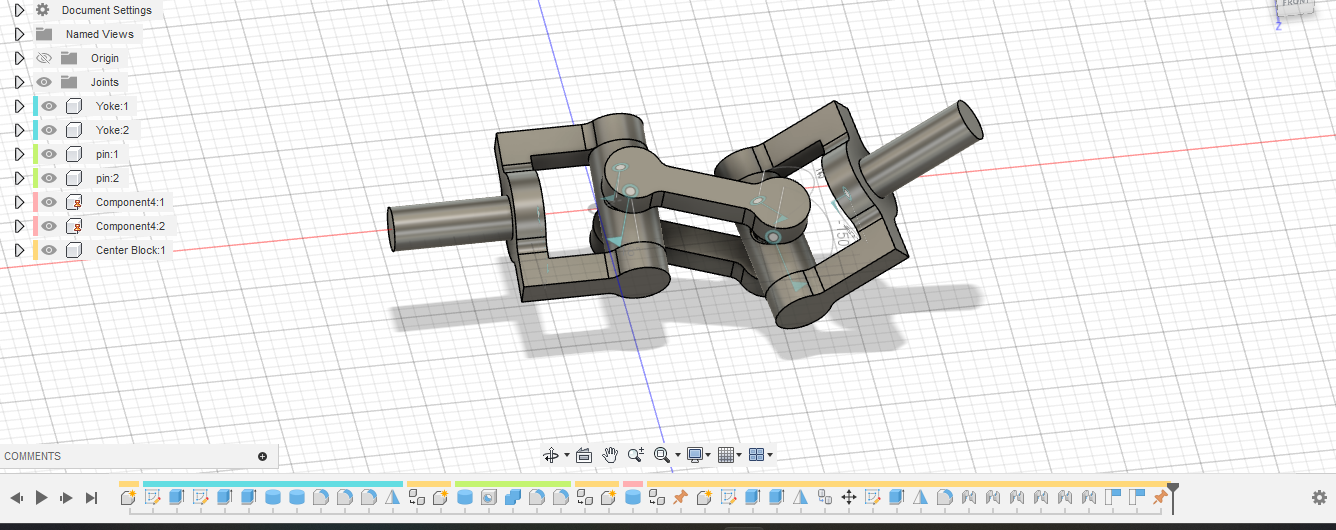 Document Settings
FRONT
Z
Named Views
Origin
Joints
Yoke:1
Yoke:2
pin:1
pin:2
Component4:1
Component4:2
Center Block:1
COMMENTS